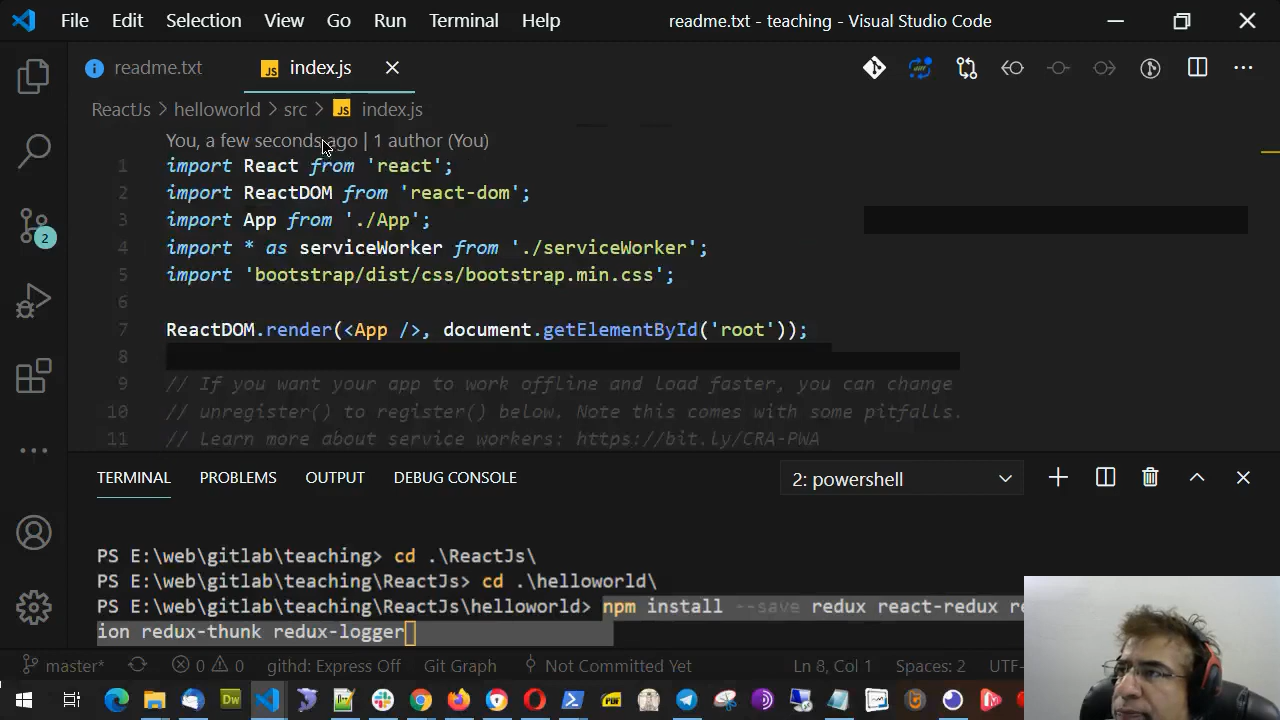 File Edit Selection View Go Run Terminal Help readme.txt - teaching - Visual Studio Code
readme.txt JS index.js
ReactJs > helloworld > src > JS index.js
You, a few seconds ago | 1 author (You)
1 import React from 'react';
2 import ReactDOM from 'react-dom';
3 import App from './App';
4 import * as serviceWorker from './serviceWorker';
5 import 'bootstrap/dist/css/bootstrap.min.css';
6
7 ReactDOM.render(<App />, document.getElementById('root'));
8
9 // If you want your app to work offline and load faster, you can change
10 // unregister() to register() below. Note this comes with some pitfalls.
11 // Learn more about service workers: https://bit.ly/CRA-PWA
TERMINAL PROBLEMS OUTPUT DEBUG CONSOLE 2: powershell
PS E:\web\gitlab\teaching> cd .\ReactJs\
PS E:\web\gitlab\teaching\ReactJs> cd .\helloworld\
PS E:\web\gitlab\teaching\ReactJs\helloworld> npm install --save redux react-redux
ion redux-thunk redux-logger
2
master* 0 0 githd: Express Off Git Graph Not Committed Yet Ln 8, Col 1 Spaces: 2 UTF-
Dw PDF